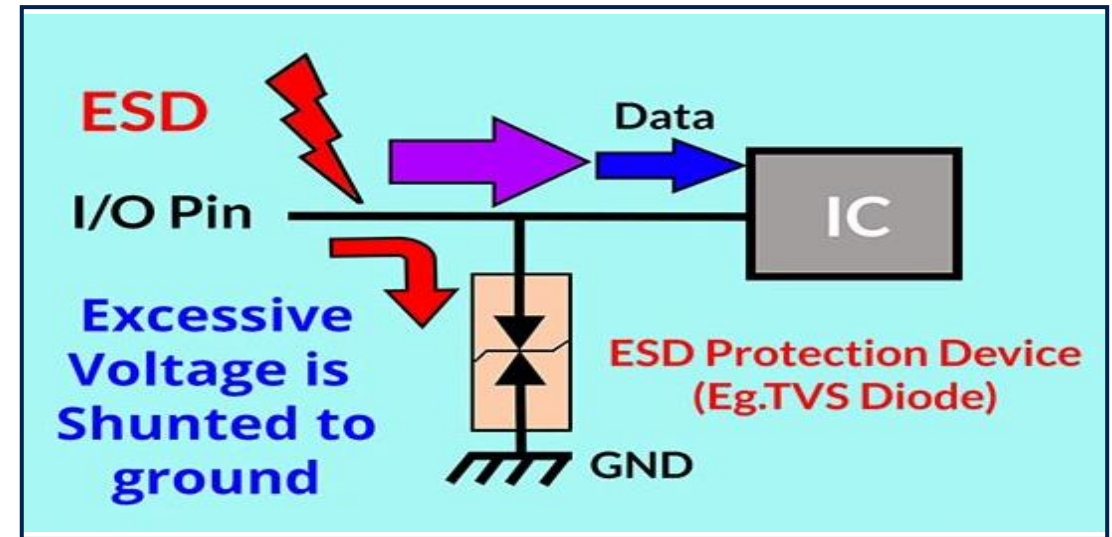 ESD
Data
I/O Pin
IC
Excessive
Voltage is
Shunted to
ground
ESD Protection Device
(Eg.TVS Diode)
GND